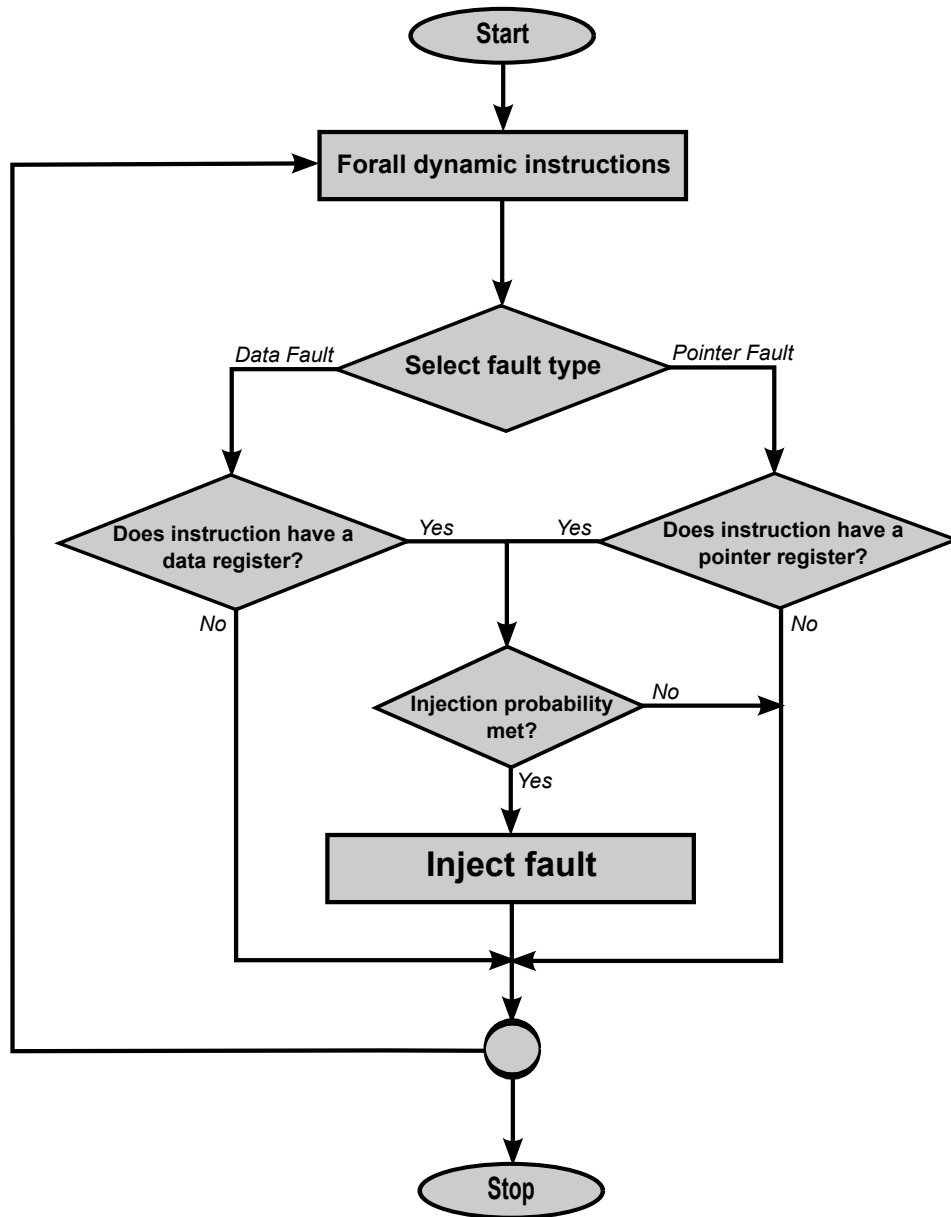 Start
Forall dynamic instructions
Data Fault
Select fault type
Pointer Fault
Does instruction have a
data register?
Yes
Yes
Does instruction have a
pointer register?
No
No
Injection probability
met?
No
Yes
Inject fault
Stop